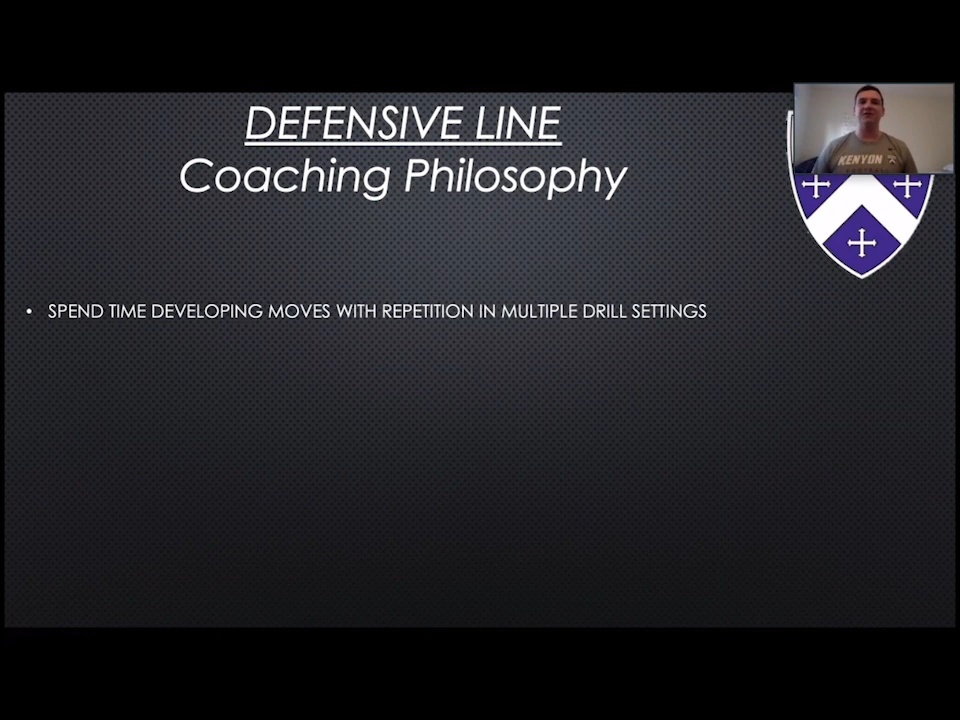 DEFENSIVE LINE
Coaching Philosophy
KENYON
• SPEND TIME DEVELOPING MOVES WITH REPETITION IN MULTIPLE DRILL SETTINGS